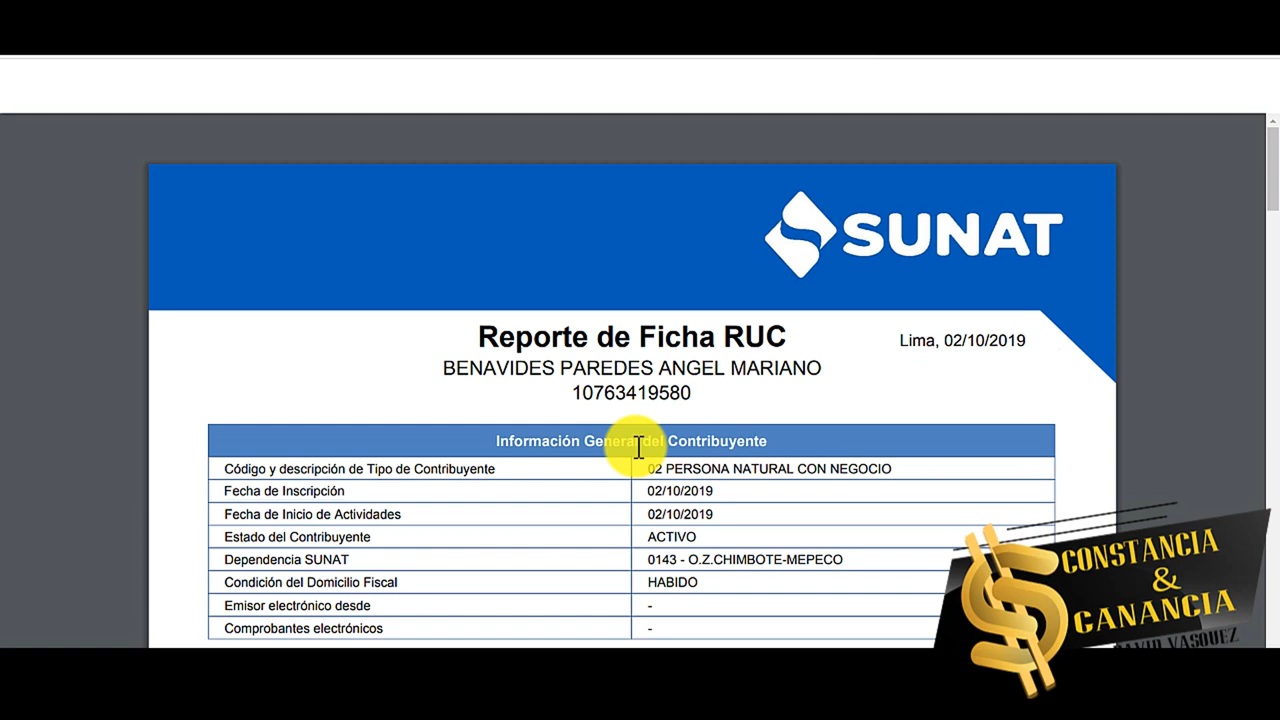 SUNAT
Reporte de Ficha RUC
Lima, 02/10/2019
BENAVIDES PAREDES ANGEL MARIANO
10763419580
Información General del Contribuyente
Código y descripción de Tipo de Contribuyente 02 PERSONA NATURAL CON NEGOCIO
Fecha de Inscripción 02/10/2019
Fecha de Inicio de Actividades 02/10/2019
Estado del Contribuyente ACTIVO
Dependencia SUNAT 0143 - O.Z.CHIMBOTE-MEPECO
Condición del Domicilio Fiscal HABIDO
Emisor electrónico desde -
Comprobantes electrónicos -
CONSTANCIA
&
GANANCIA
DAVID VASQUEZ